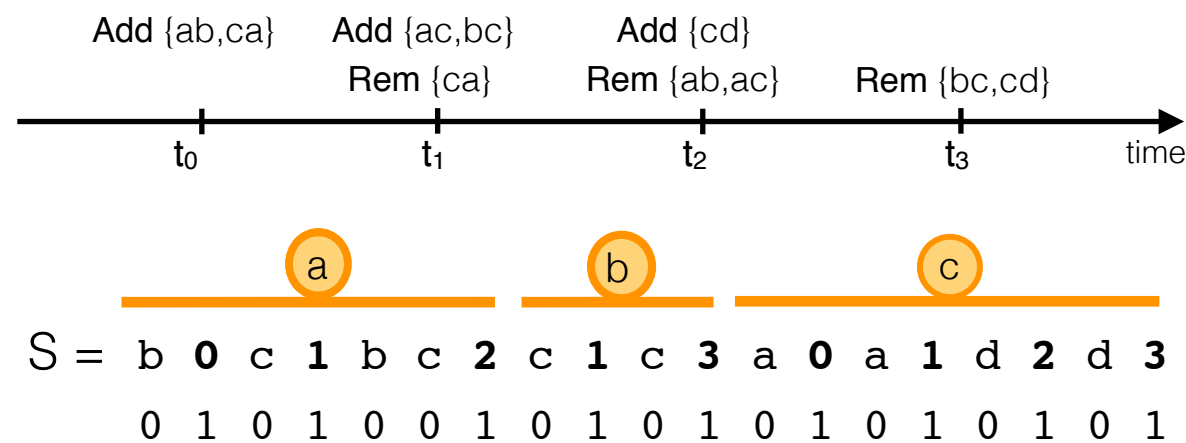 Add {ab,ca} Add {ac,bc} Add {cd}
Rem {ca} Rem {ab,ac} Rem {bc,cd}
t₀ t₁ t₂ t₃ time
a b c
S = b 0 c 1 b c 2 c 1 c 3 a 0 a 1 d 2 d 3
0 1 0 1 0 0 1 0 1 0 1 0 1 0 1 0 1 0 1